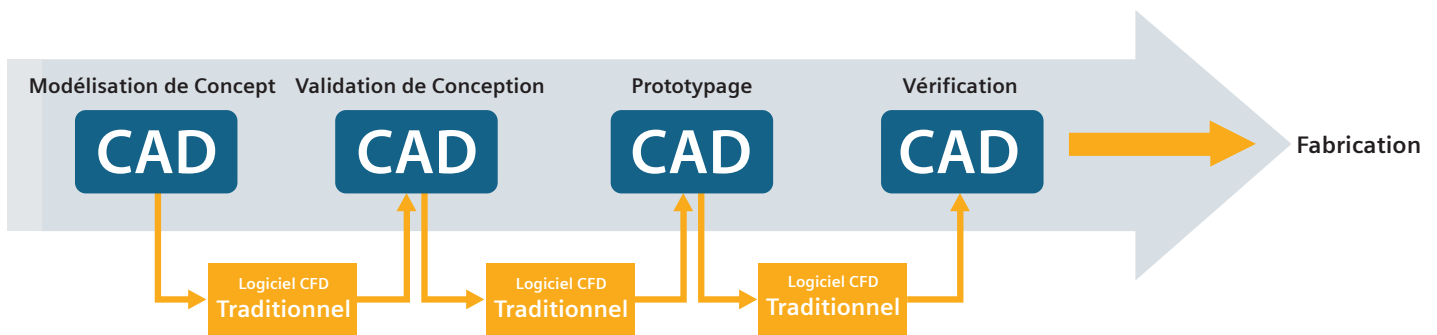 Modélisation de Concept
Validation de Conception
Prototypage
Vérification
CAD
CAD
CAD
CAD
Fabrication
Logiciel CFD
Traditionnel
Logiciel CFD
Traditionnel
Logiciel CFD
Traditionnel